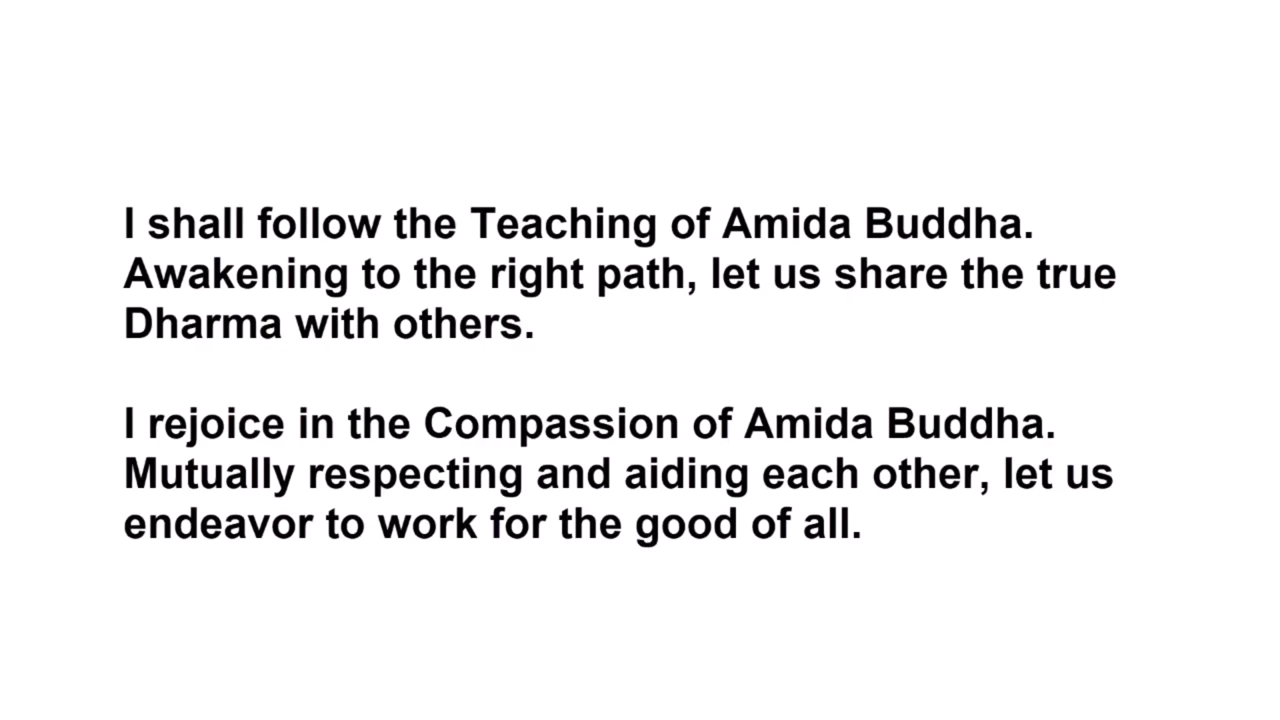 I shall follow the Teaching of Amida Buddha.
Awakening to the right path, let us share the true
Dharma with others.
I rejoice in the Compassion of Amida Buddha.
Mutually respecting and aiding each other, let us
endeavor to work for the good of all.